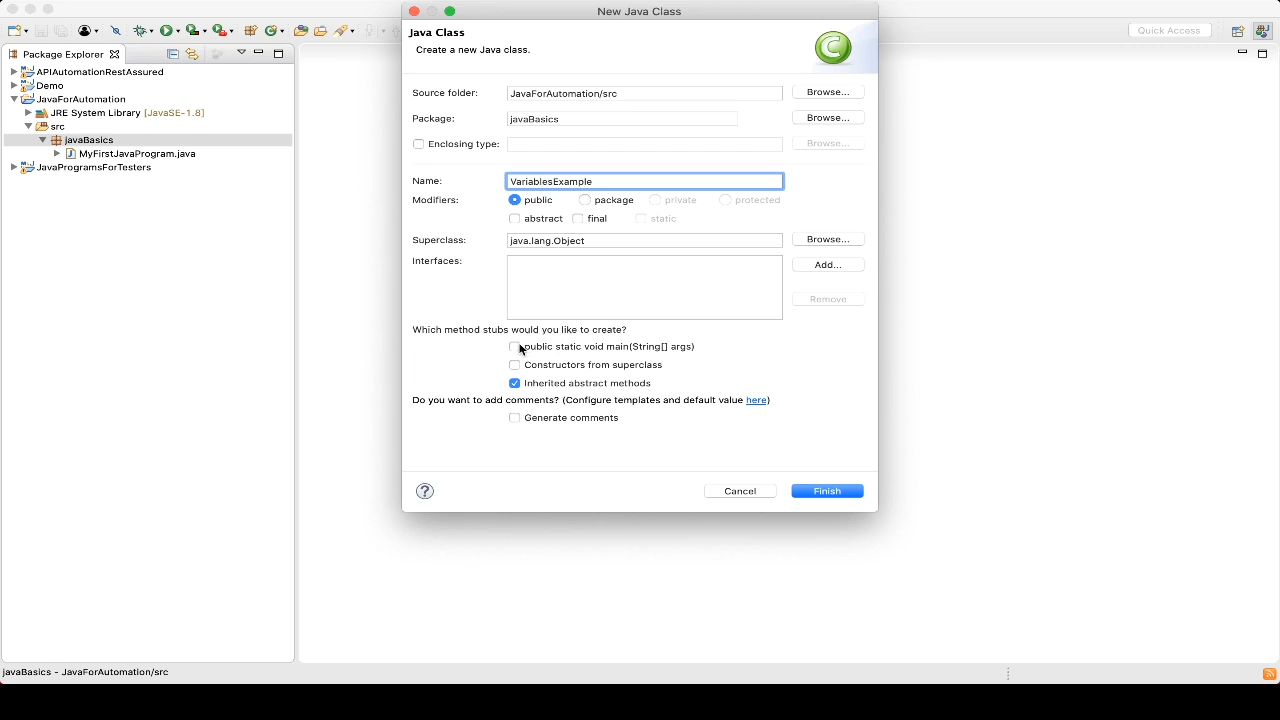 New Java Class
Java Class
Create a new Java class.
Quick Access
Package Explorer
APIAutomationRestAssured
Demo
JavaForAutomation
JRE System Library [JavaSE-1.8]
src
javaBasics
MyFirstJavaProgram.java
JavaProgramsForTesters
Source folder: JavaForAutomation/src Browse...
Package: javaBasics Browse...
Enclosing type: Browse...
Name: VariablesExample
Modifiers: public package private protected
abstract final static
Superclass: java.lang.Object Browse...
Interfaces: Add...
Remove
Which method stubs would you like to create?
public static void main(String[] args)
Constructors from superclass
Inherited abstract methods
Do you want to add comments? (Configure templates and default value here)
Generate comments
? Cancel Finish
javaBasics - JavaForAutomation/src